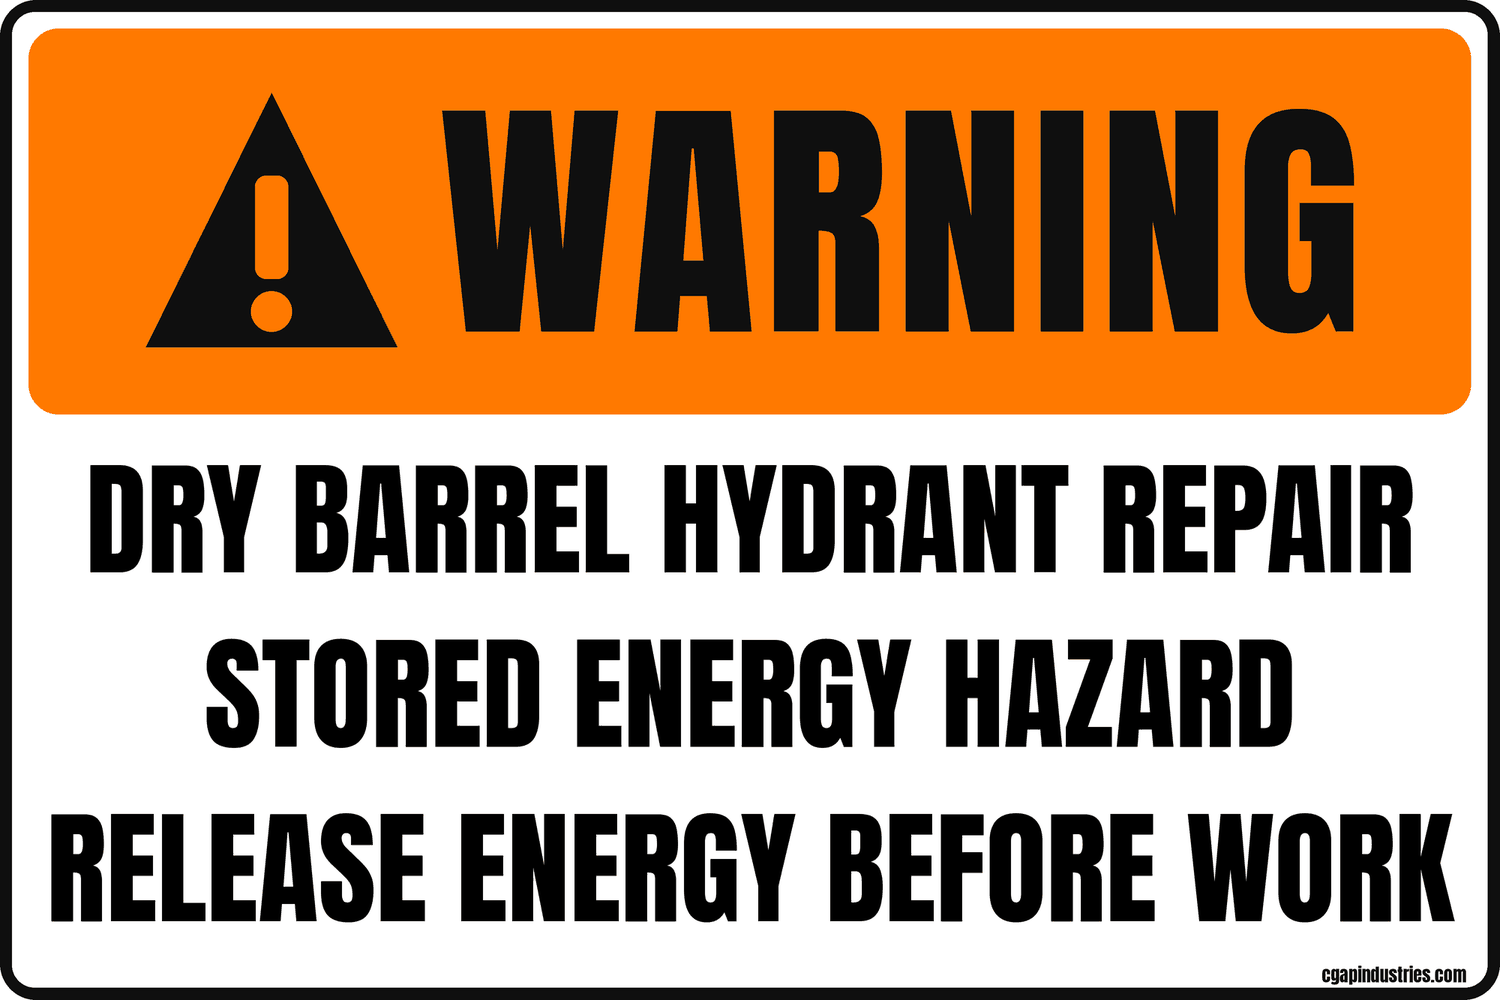 WARNING
DRY BARREL HYDRANT REPAIR
STORED ENERGY HAZARD
RELEASE ENERGY BEFORE WORK
cgapindustries.com